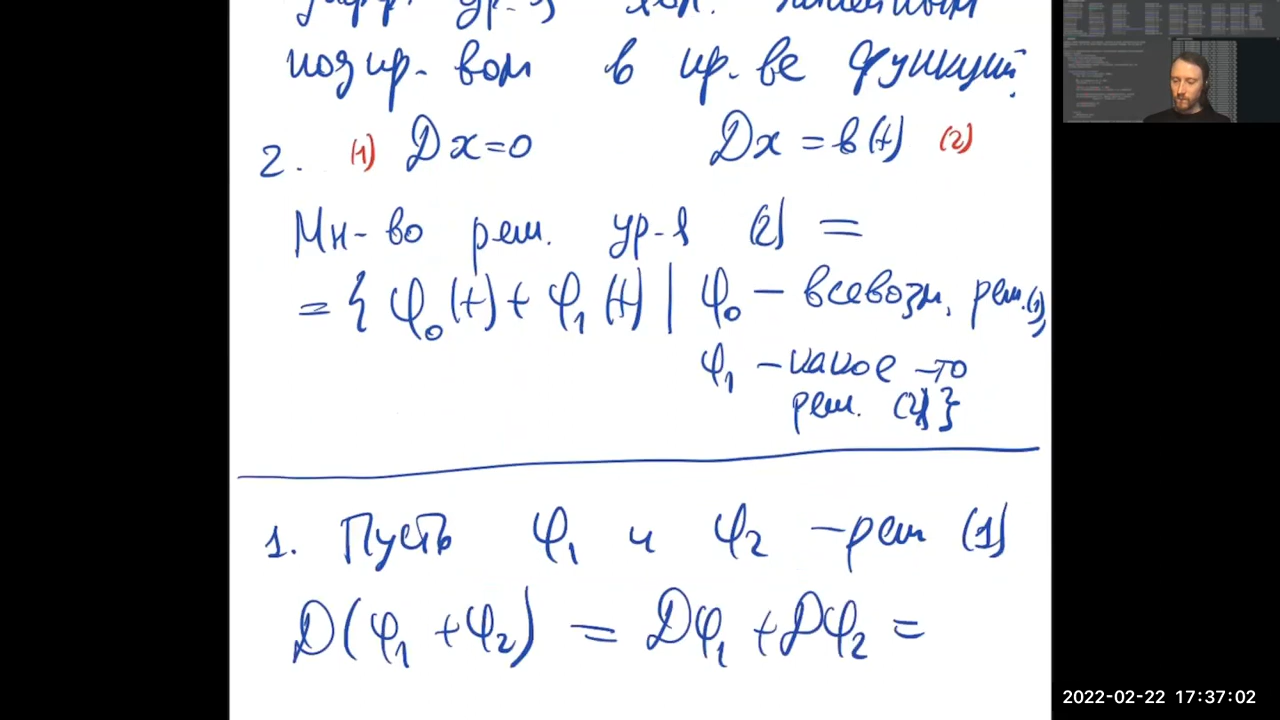 ур-я
подпр-вом в пр-ве функций.
2. (1) Dx=0 Dx = b(t) (2)
Мн-во реш. ур-я (2) =
= { φ₀(t) + φ₁(t) | φ₀ – всевозм. реш.(1),
φ₁ – какое-то
реш. (2) }
1. Пусть φ₁ и φ₂ – реш (1)
D(φ₁ + φ₂) = Dφ₁ + Dφ₂ =
2022-02-22 17:37:02